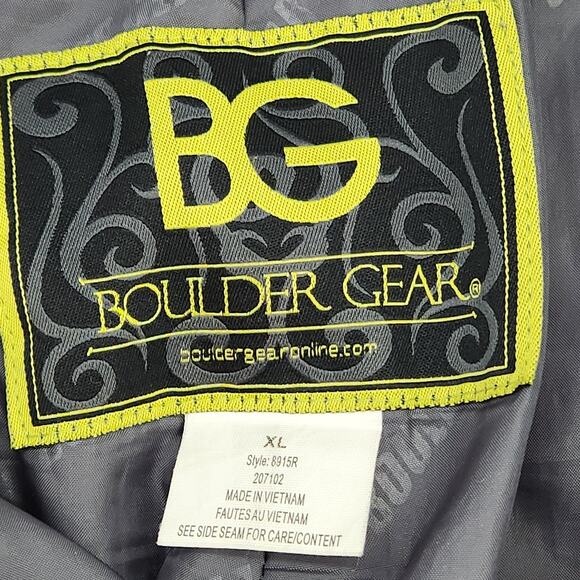 BG
BOULDER GEAR®
bouldergearonline.com
XL
Style: 8915R
207102
MADE IN VIETNAM
FAUTES AU VIETNAM
SEE SIDE SEAM FOR CARE/CONTENT